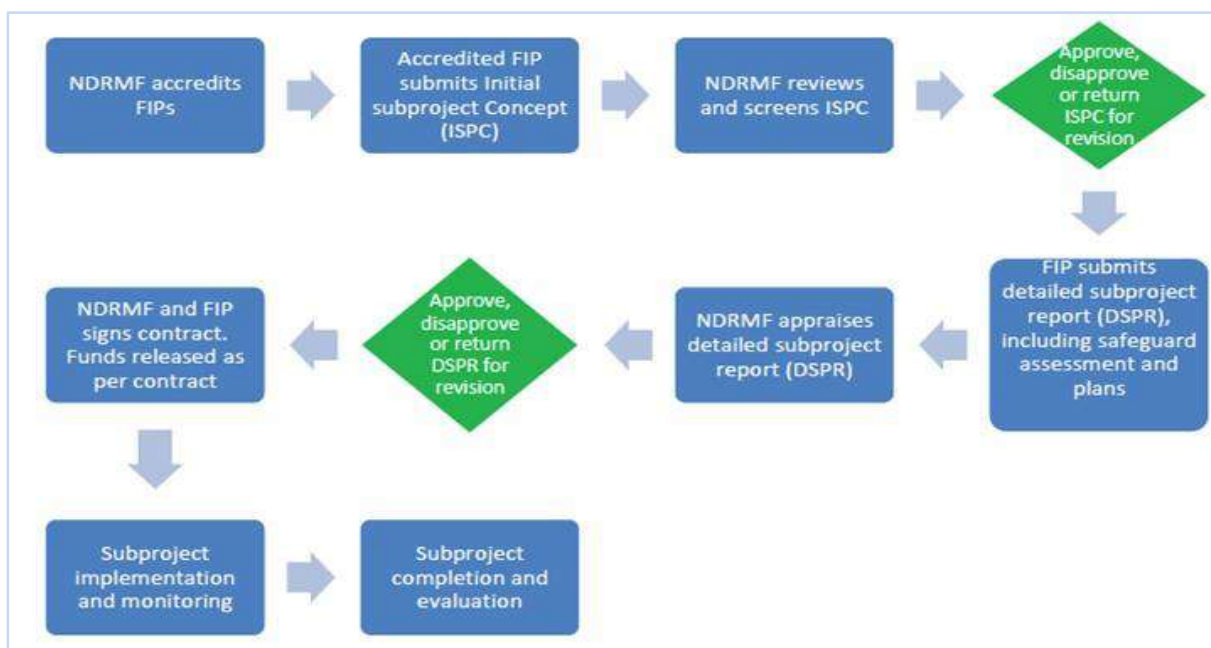 NDRMF accredits
FIPs
Accredited FIP
submits Initial
subproject Concept
(ISPC)
NDRMF reviews
and screens ISPC
Approve,
disapprove
or return
ISPC for
revision
FIP submits
detailed subproject
report (DSPR),
including safeguard
assessment and
plans
NDRMF appraises
detailed subproject
report (DSPR)
Approve,
disapprove
or return
DSPR for
revision
NDRMF and FIP
signs contract.
Funds released as
per contract
Subproject
implementation
and monitoring
Subproject
completion and
evaluation